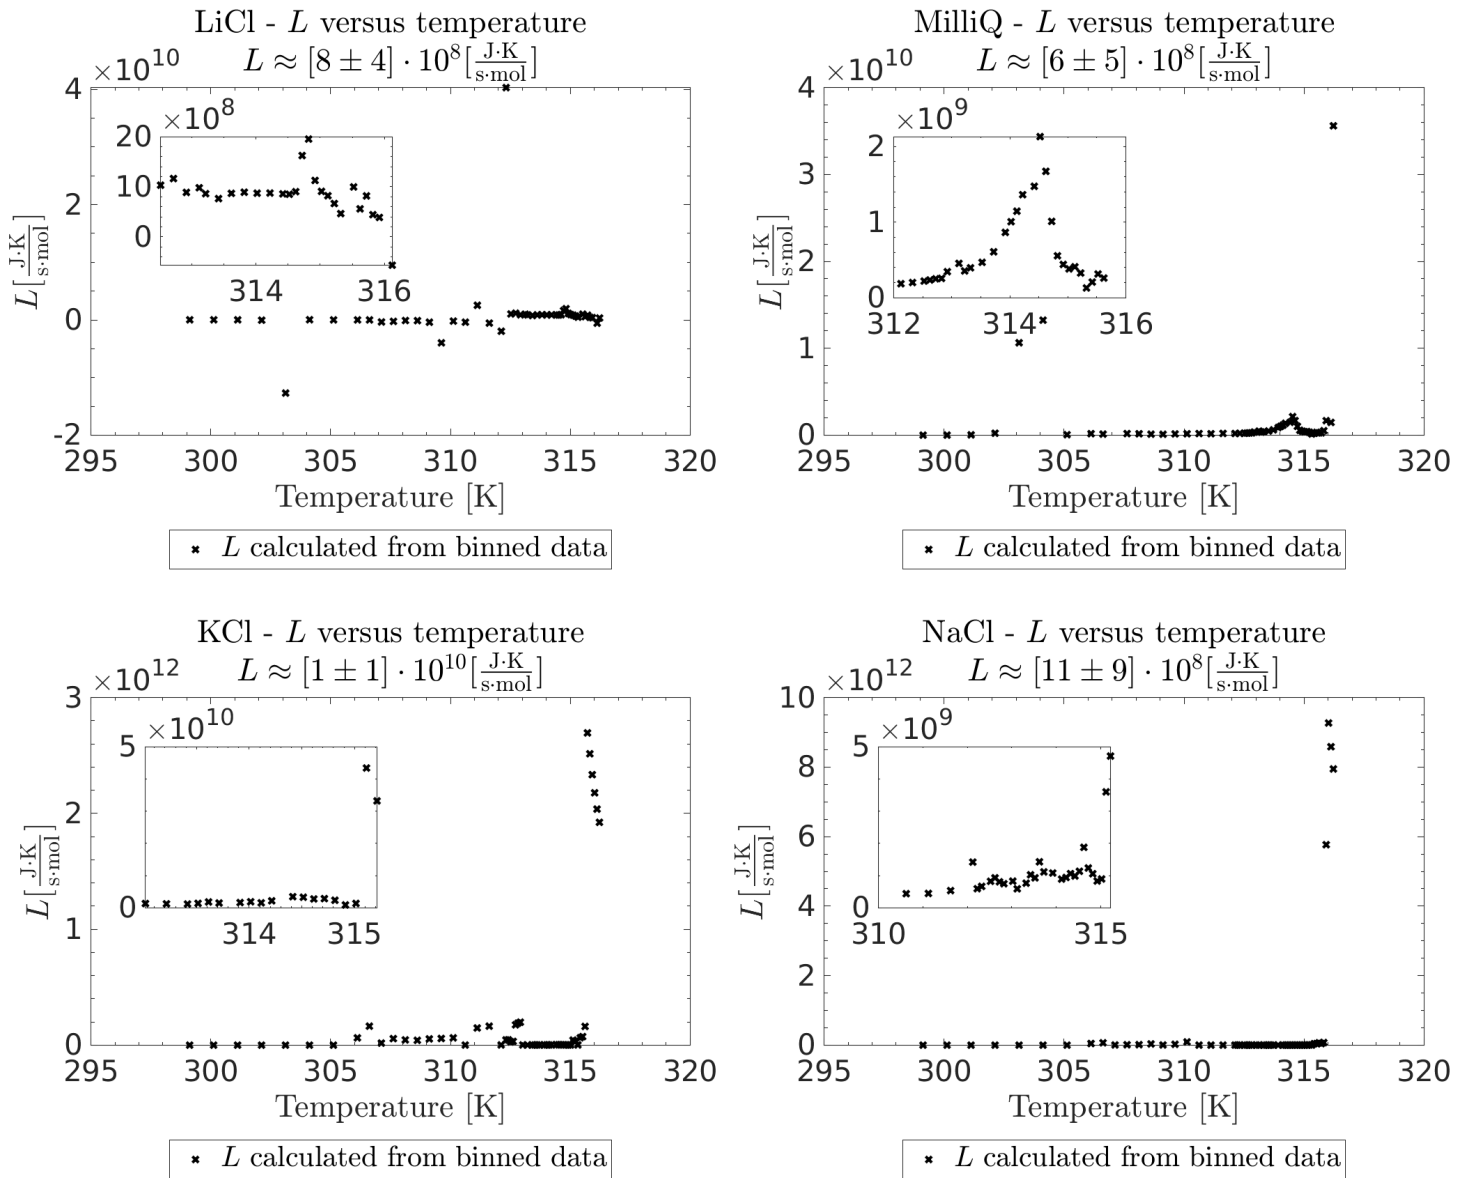 LiCl - L versus temperature
L ≈ [8 ± 4] · 10^8[J·K/s·mol]
×10^10
4
2
0
-2
L[J·K/s·mol]
×10^8
20
10
0
314 316
295 300 305 310 315 320
Temperature [K]
L calculated from binned data
MilliQ - L versus temperature
L ≈ [6 ± 5] · 10^8[J·K/s·mol]
×10^10
4
3
2
1
0
L[J·K/s·mol]
×10^9
2
1
0
312 314 316
295 300 305 310 315 320
Temperature [K]
L calculated from binned data
KCl - L versus temperature
L ≈ [1 ± 1] · 10^10[J·K/s·mol]
×10^12
3
2
1
0
L[J·K/s·mol]
×10^10
5
0
314 315
295 300 305 310 315 320
Temperature [K]
L calculated from binned data
NaCl - L versus temperature
L ≈ [11 ± 9] · 10^8[J·K/s·mol]
×10^12
10
8
6
4
2
0
L[J·K/s·mol]
×10^9
5
0
310 315
295 300 305 310 315 320
Temperature [K]
L calculated from binned data